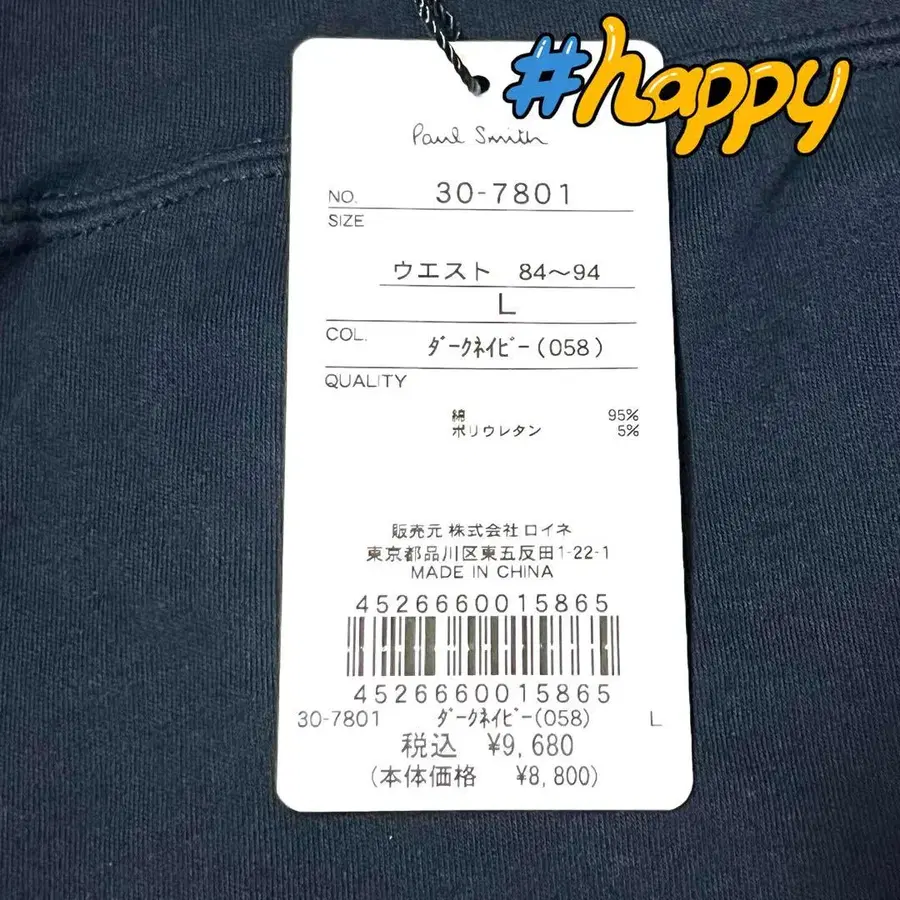 #happy
Paul Smith
NO. 30-7801
SIZE
ウエスト 84～94
L
COL. ﾀﾞｰｸﾈｲﾋﾞｰ(058)
QUALITY
綿 95%
ポリウレタン 5%
販売元 株式会社 ロイネ
東京都品川区東五反田1-22-1
MADE IN CHINA
4526660015865
4526660015865
30-7801 ﾀﾞｰｸﾈｲﾋﾞｰ(058) L
税込 ¥9,680
(本体価格 ¥8,800)